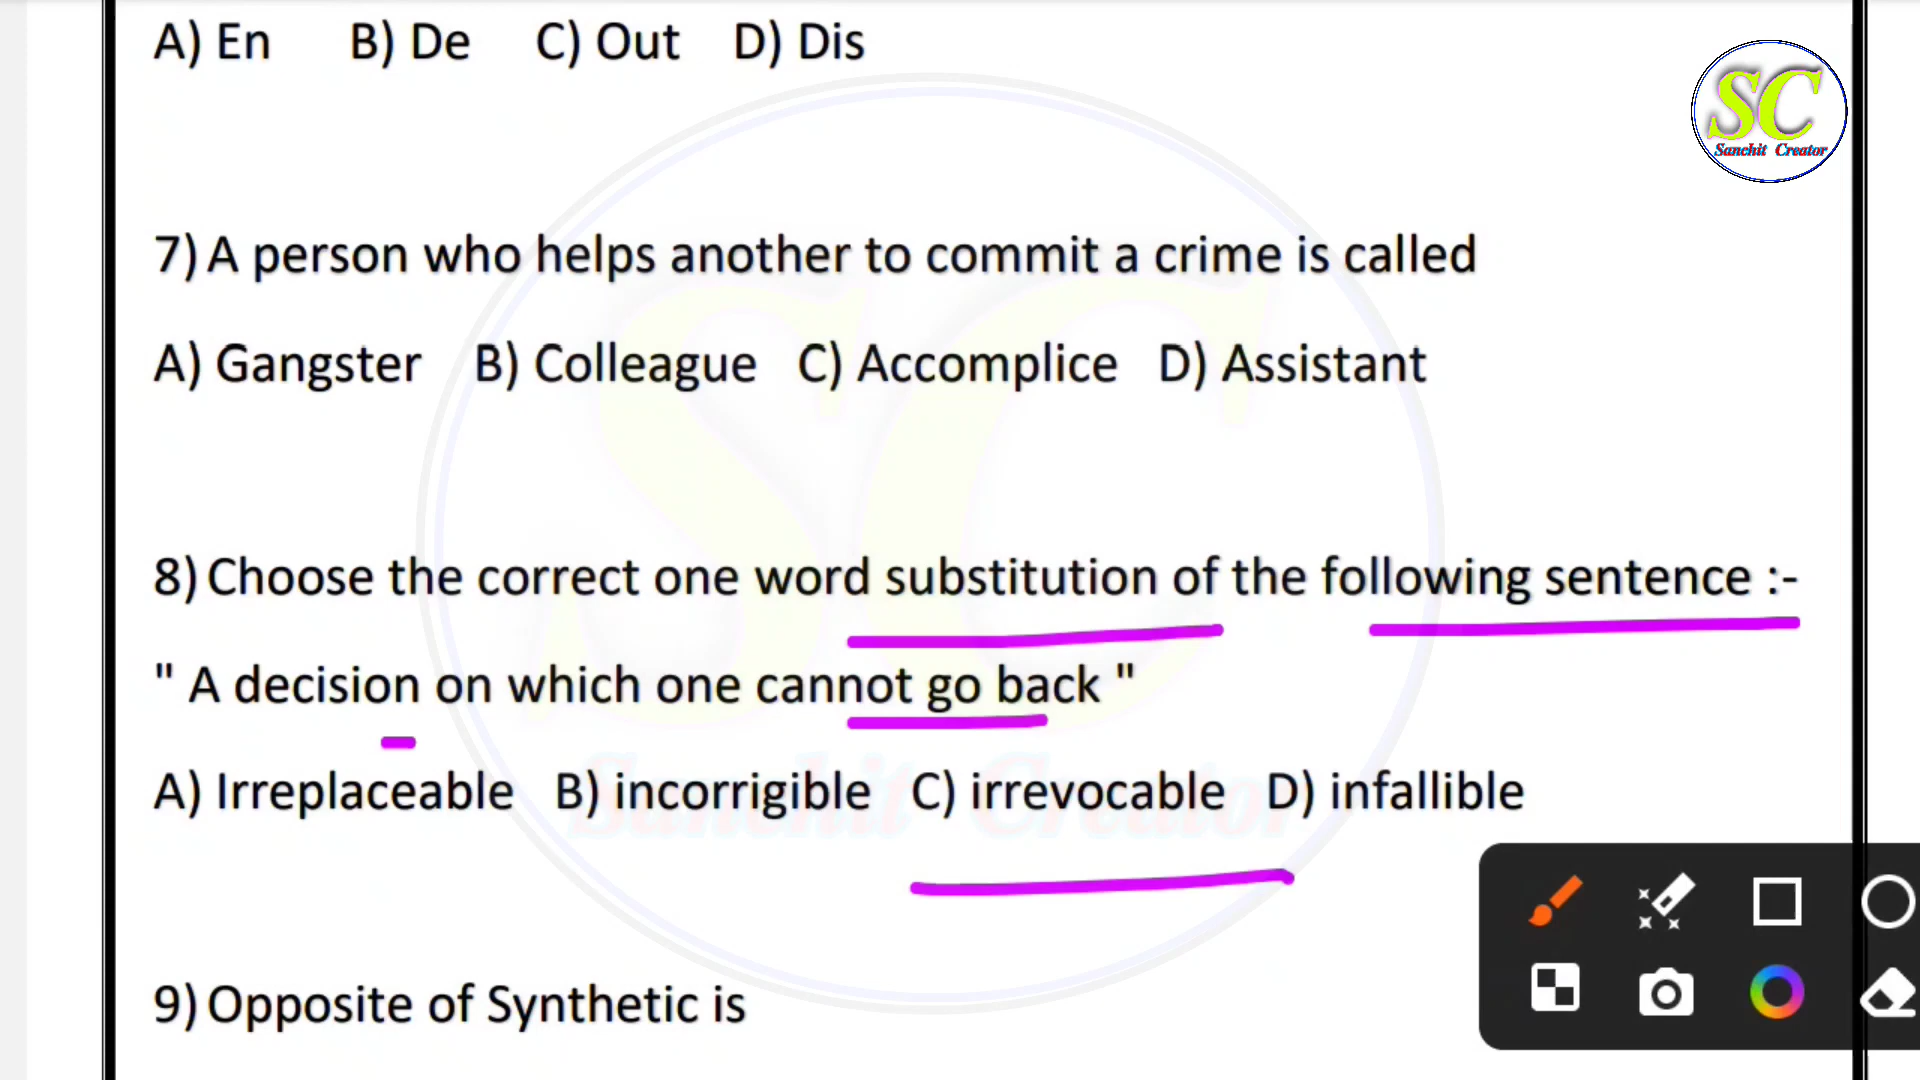 A) En B) De C) Out D) Dis
SC
Sanchit Creator
7) A person who helps another to commit a crime is called
A) Gangster B) Colleague C) Accomplice D) Assistant
8) Choose the correct one word substitution of the following sentence :-
" A decision on which one cannot go back "
A) Irreplaceable B) incorrigible C) irrevocable D) infallible
Sanchit Creator
9) Opposite of Synthetic is